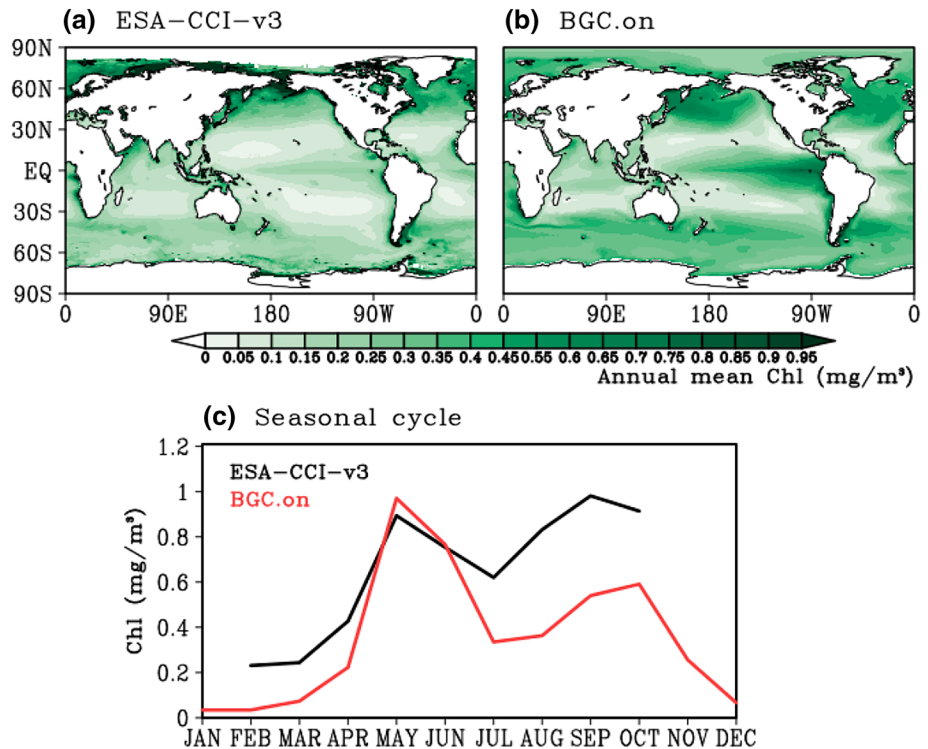 (a) ESA-CCI-v3
(b) BGC.on
90N
60N
30N
EQ
30S
60S
90S
0 90E 180 90W 0
0 90E 180 90W 0
0 0.05 0.1 0.15 0.2 0.25 0.3 0.35 0.4 0.45 0.55 0.6 0.65 0.7 0.75 0.8 0.85 0.9 0.95
Annual mean Chl (mg/m³)
(c) Seasonal cycle
ESA-CCI-v3
BGC.on
Chl (mg/m³)
1.2
1
0.8
0.6
0.4
0.2
0
JAN FEB MAR APR MAY JUN JUL AUG SEP OCT NOV DEC